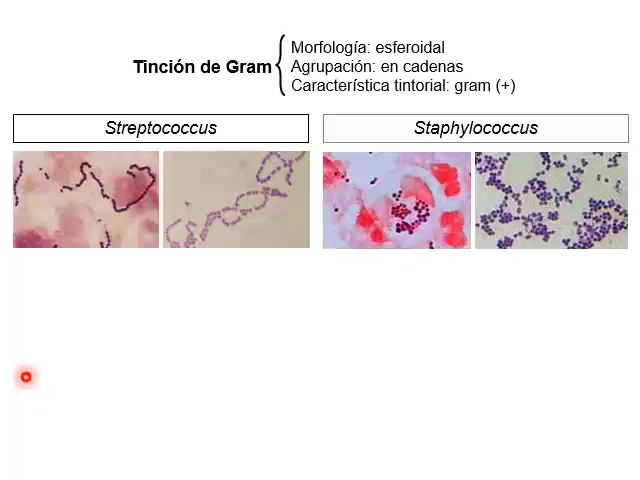 Tinción de Gram
Morfología: esferoidal
Agrupación: en cadenas
Característica tintorial: gram (+)
Streptococcus
Staphylococcus